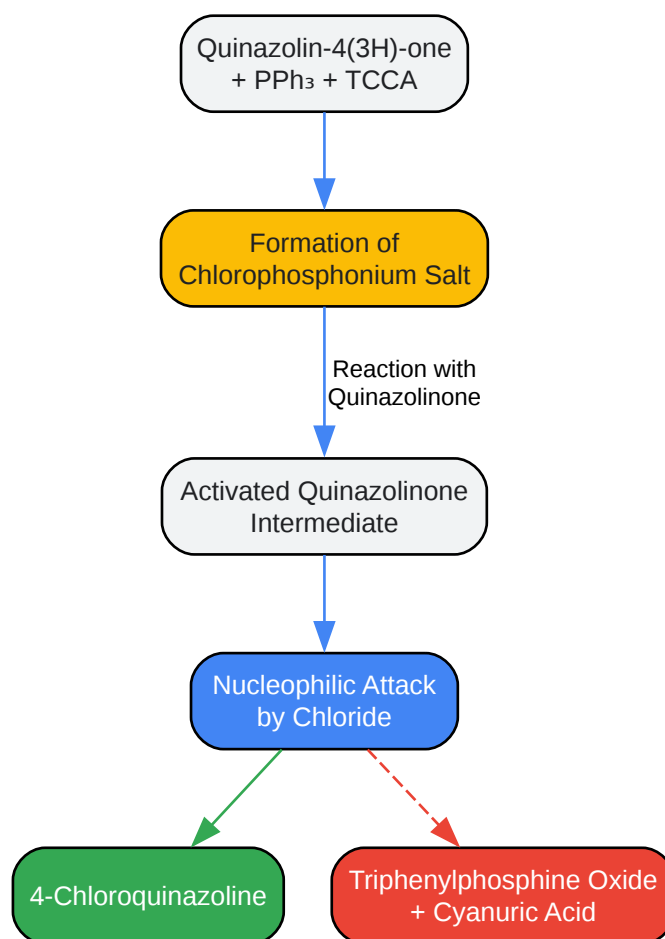 Quinazolin-4(3H)-one
+ PPh₃ + TCCA
Formation of
Chlorophosphonium Salt
Reaction with
Quinazolinone
Activated Quinazolinone
Intermediate
Nucleophilic Attack
by Chloride
4-Chloroquinazoline
Triphenylphosphine Oxide
+ Cyanuric Acid